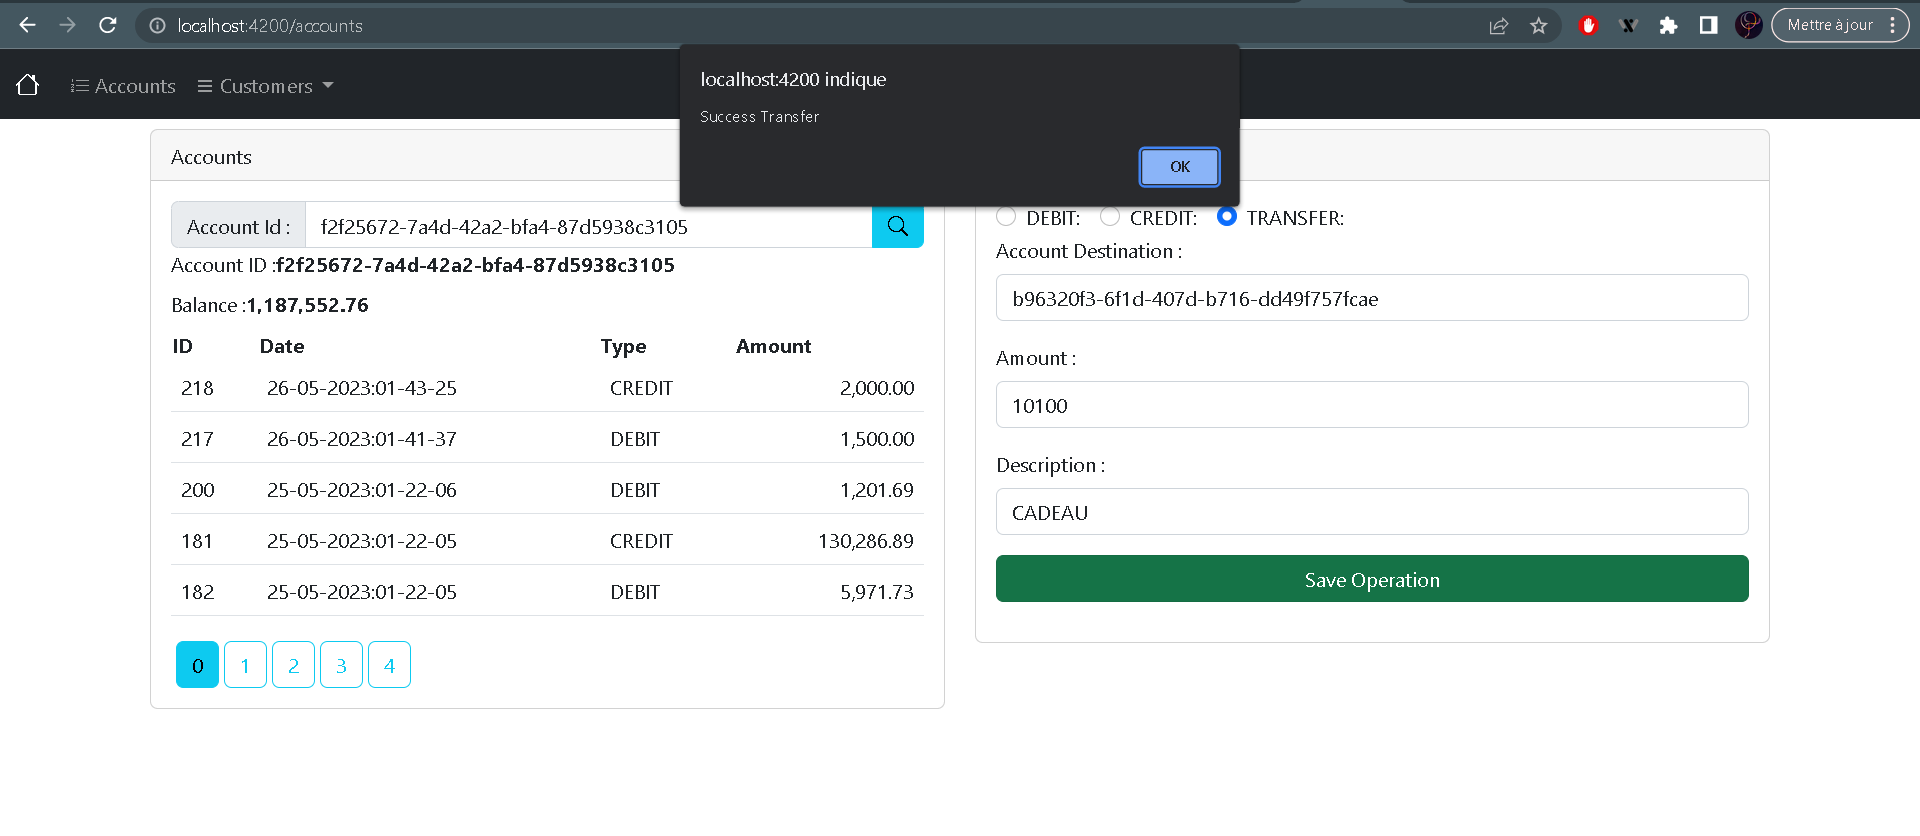 localhost:4200/accounts
Mettre à jour
Accounts
Customers
localhost:4200 indique
Success Transfer
OK
Accounts
Account Id :
f2f25672-7a4d-42a2-bfa4-87d5938c3105
Account ID :f2f25672-7a4d-42a2-bfa4-87d5938c3105
Balance :1,187,552.76
ID Date Type Amount
218 26-05-2023:01-43-25 CREDIT 2,000.00
217 26-05-2023:01-41-37 DEBIT 1,500.00
200 25-05-2023:01-22-06 DEBIT 1,201.69
181 25-05-2023:01-22-05 CREDIT 130,286.89
182 25-05-2023:01-22-05 DEBIT 5,971.73
0 1 2 3 4
DEBIT: CREDIT: TRANSFER:
Account Destination :
b96320f3-6f1d-407d-b716-dd49f757fcae
Amount :
10100
Description :
CADEAU
Save Operation